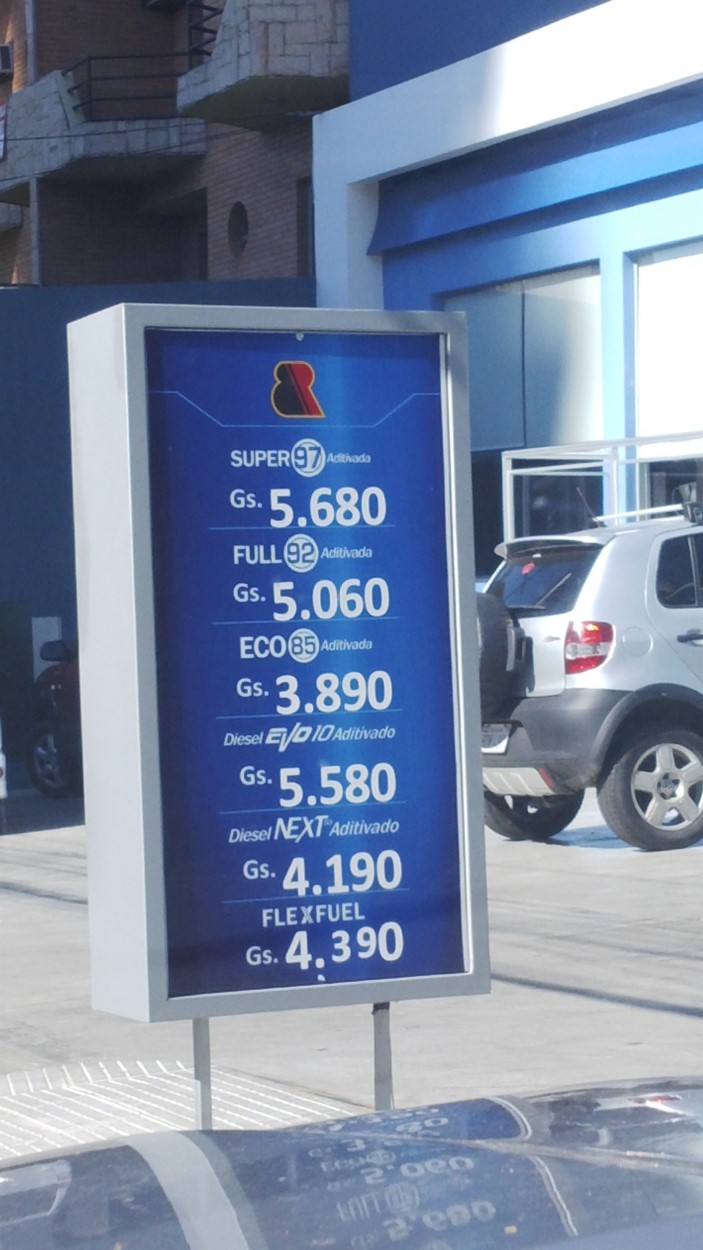 SUPER 97 Aditivada
Gs. 5.680
FULL 92 Aditivada
Gs. 5.060
ECO 85 Aditivada
Gs. 3.890
Diesel EVO 10 Aditivado
Gs. 5.580
Diesel NEXT Aditivado
Gs. 4.190
FLEXFUEL
Gs. 4.390